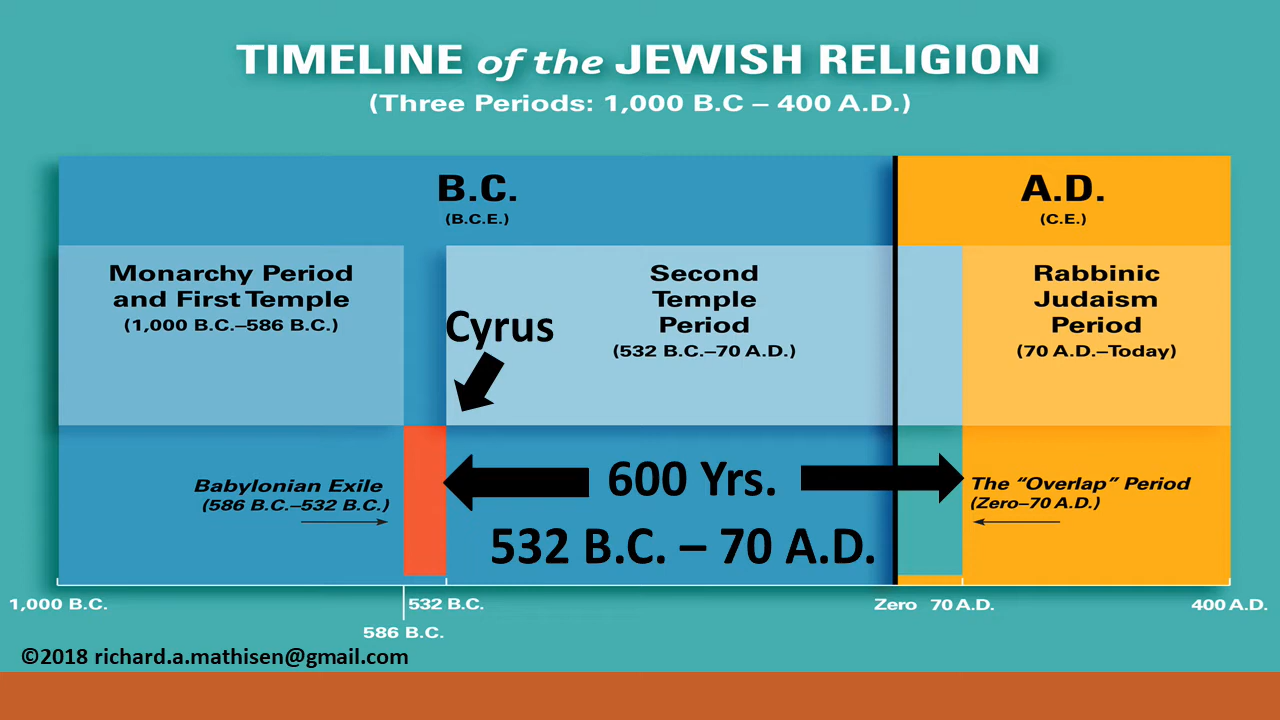 TIMELINE of the JEWISH RELIGION
(Three Periods: 1,000 B.C – 400 A.D.)
B.C.
(B.C.E.)
A.D.
(C.E.)
Monarchy Period
and First Temple
(1,000 B.C.–586 B.C.)
Cyrus
Second
Temple
Period
(532 B.C.–70 A.D.)
Rabbinic
Judaism
Period
(70 A.D.–Today)
Babylonian Exile
(586 B.C.–532 B.C.)
600 Yrs.
532 B.C. – 70 A.D.
The “Overlap” Period
(Zero–70 A.D.)
1,000 B.C.
586 B.C.
532 B.C.
Zero
70 A.D.
400 A.D.
©2018 richard.a.mathisen@gmail.com